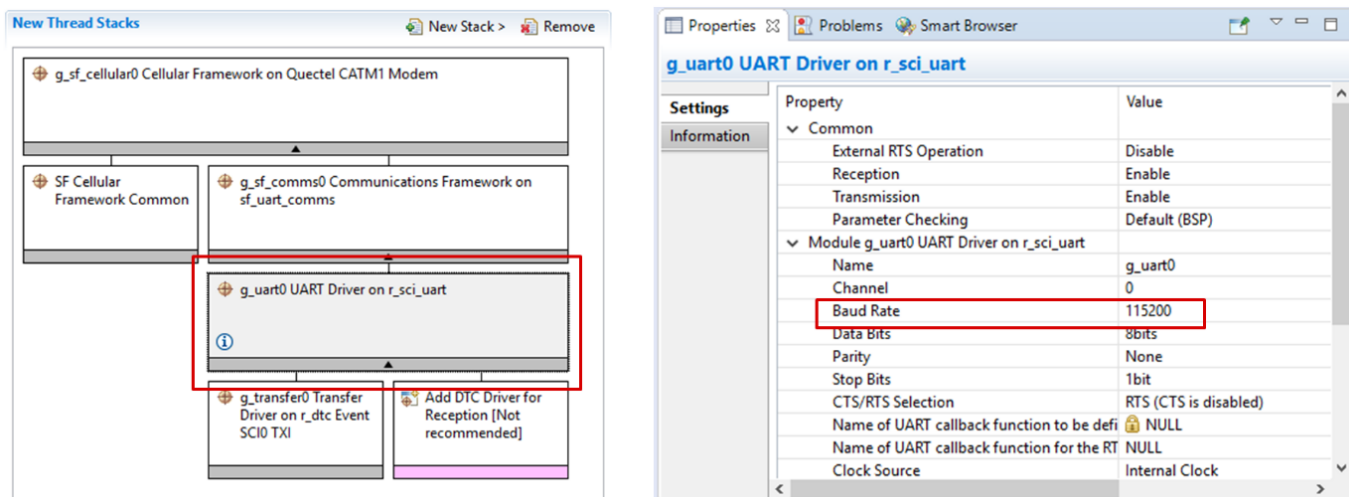 New Thread Stacks
New Stack > Remove
g_sf_cellular0 Cellular Framework on Quectel CATM1 Modem
SF Cellular
Framework Common
g_sf_comms0 Communications Framework on
sf_uart_comms
g_uart0 UART Driver on r_sci_uart
g_transfer0 Transfer
Driver on r_dtc Event
SCI0 TXI
Add DTC Driver for
Reception [Not
recommended]
Properties Problems Smart Browser
g_uart0 UART Driver on r_sci_uart
Settings
Information
Property Value
Common
External RTS Operation Disable
Reception Enable
Transmission Enable
Parameter Checking Default (BSP)
Module g_uart0 UART Driver on r_sci_uart
Name g_uart0
Channel 0
Baud Rate 115200
Data Bits 8bits
Parity None
Stop Bits 1bit
CTS/RTS Selection RTS (CTS is disabled)
Name of UART callback function to be defi NULL
Name of UART callback function for the RT NULL
Clock Source Internal Clock